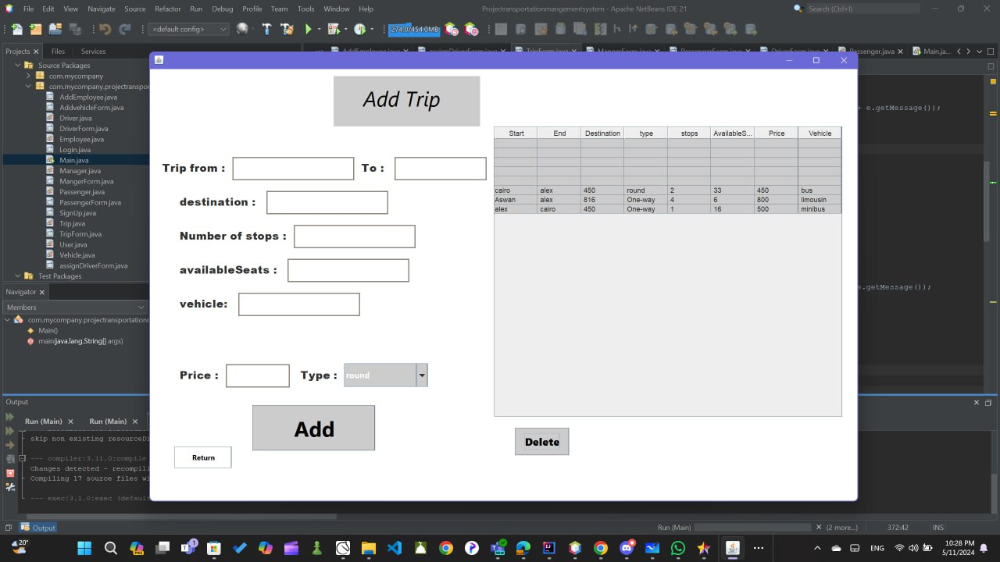 File Edit View Navigate Source Refactor Run Debug Profile Team Tools Window Help Projectransportationmangementsystem - Apache NetBeans IDE 21 Search (Ctrl+I)
<default config> 274.0/454.0MB
Projects Files Services AddEmployee.java assignDriverForm.java TripForm.java MangerForm.java PassengerForm.java DriverForm.java Passenger.java Main.ja...
Source Packages
com.mycompany
com.mycompany.projectranspor
AddEmployee.java
AddvehicleForm.java
Driver.java
DriverForm.java
Employee.java
Login.java
Main.java
Manager.java
MangerForm.java
Passenger.java
PassengerForm.java
SignUp.java
Trip.java
TripForm.java
User.java
Vehicle.java
assignDriverForm.java
Test Packages
Navigator
Members
com.mycompany.projectransportation
Main()
main(java.lang.String[] args)
Add Trip
Trip from : To :
destination :
Number of stops :
availableSeats :
vehicle:
Price : Type : round
Add
Return
Start End Destination type stops AvailableS... Price Vehicle
cairo alex 450 round 2 33 450 bus
Aswan alex 816 One-way 4 6 800 limousin
alex cairo 450 One-way 1 16 500 minibus
Delete
+ e.getMessage());
e.getMessage());
Output
Run (Main) Run (Main)
skip non existing resourceDi
--- compiler:3.11.0:compile
Changes detected - recompili
Compiling 17 source files wi
--- exec:3.1.0:exec (default
Output Run (Main) (2 more...) 372:42 INS
20° 1 ENG 10:28 PM
5/11/2024